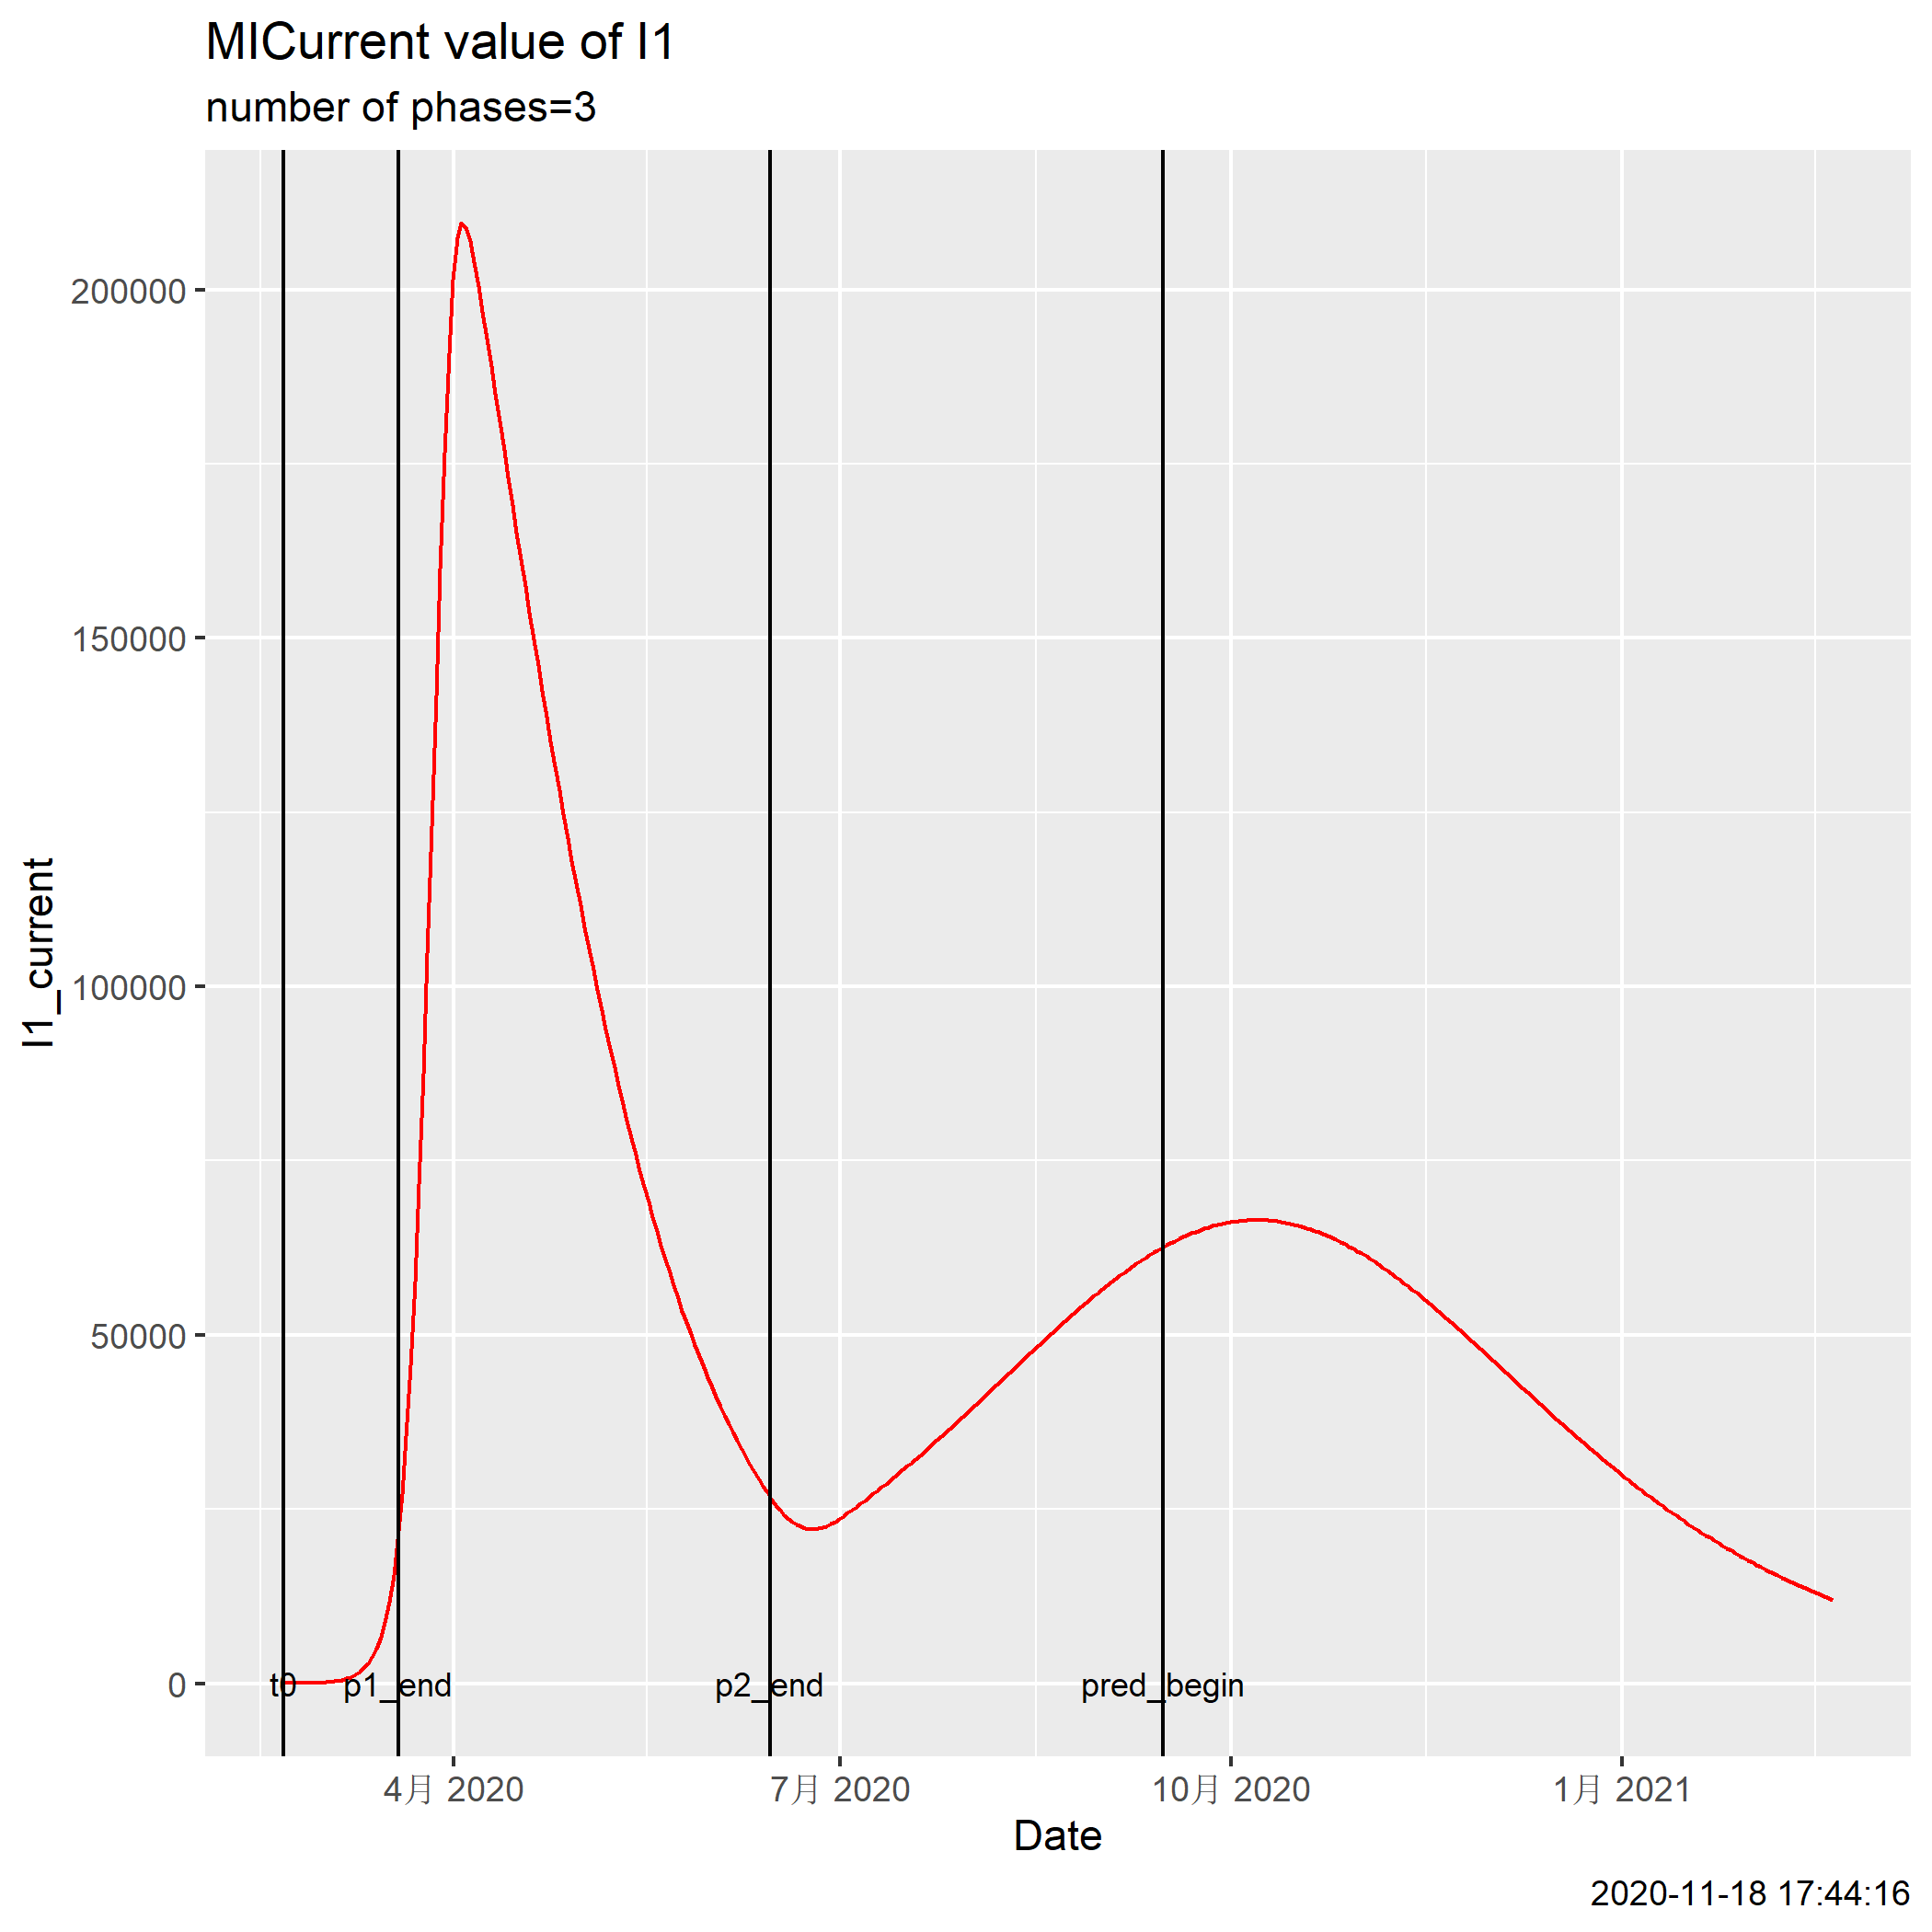 MICurrent value of I1
number of phases=3
I1_current
200000
150000
100000
50000
0
t0
p1_end
p2_end
pred_begin
4月 2020
7月 2020
10月 2020
1月 2021
Date
2020-11-18 17:44:16